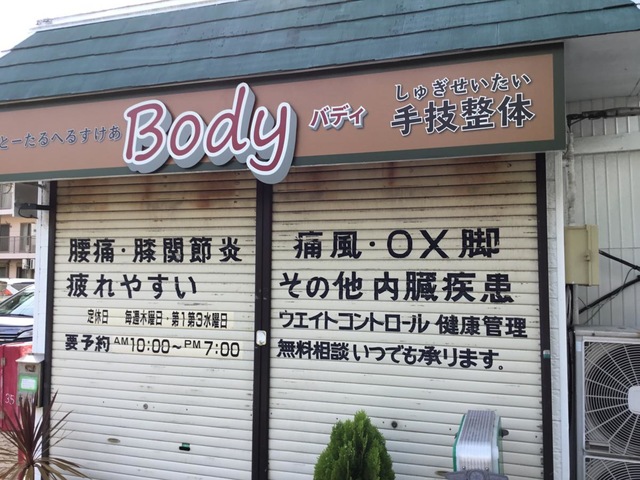 とーたるへるすけあ
Body
バディ
しゅぎせいたい
手技整体
腰痛・膝関節炎
疲れやすい
定休日 毎週木曜日・第1第3水曜日
要予約 AM10:00～PM7:00
痛風・OX脚
その他内臓疾患
ウエイトコントロール 健康管理
無料相談いつでも承ります。
35